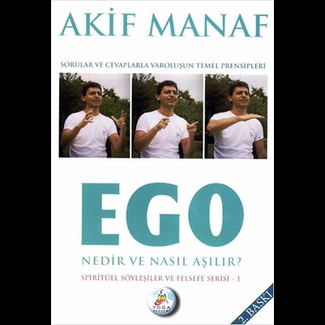 AKİF MANAF
SORULAR VE CEVAPLARLA VAROLUŞUN TEMEL PRENSİPLERİ
EGO
NEDİR VE NASIL AŞILIR?
SPİRİTÜEL SÖYLEŞİLER VE FELSEFE SERİSİ - 1
YOGA
2. BASKI